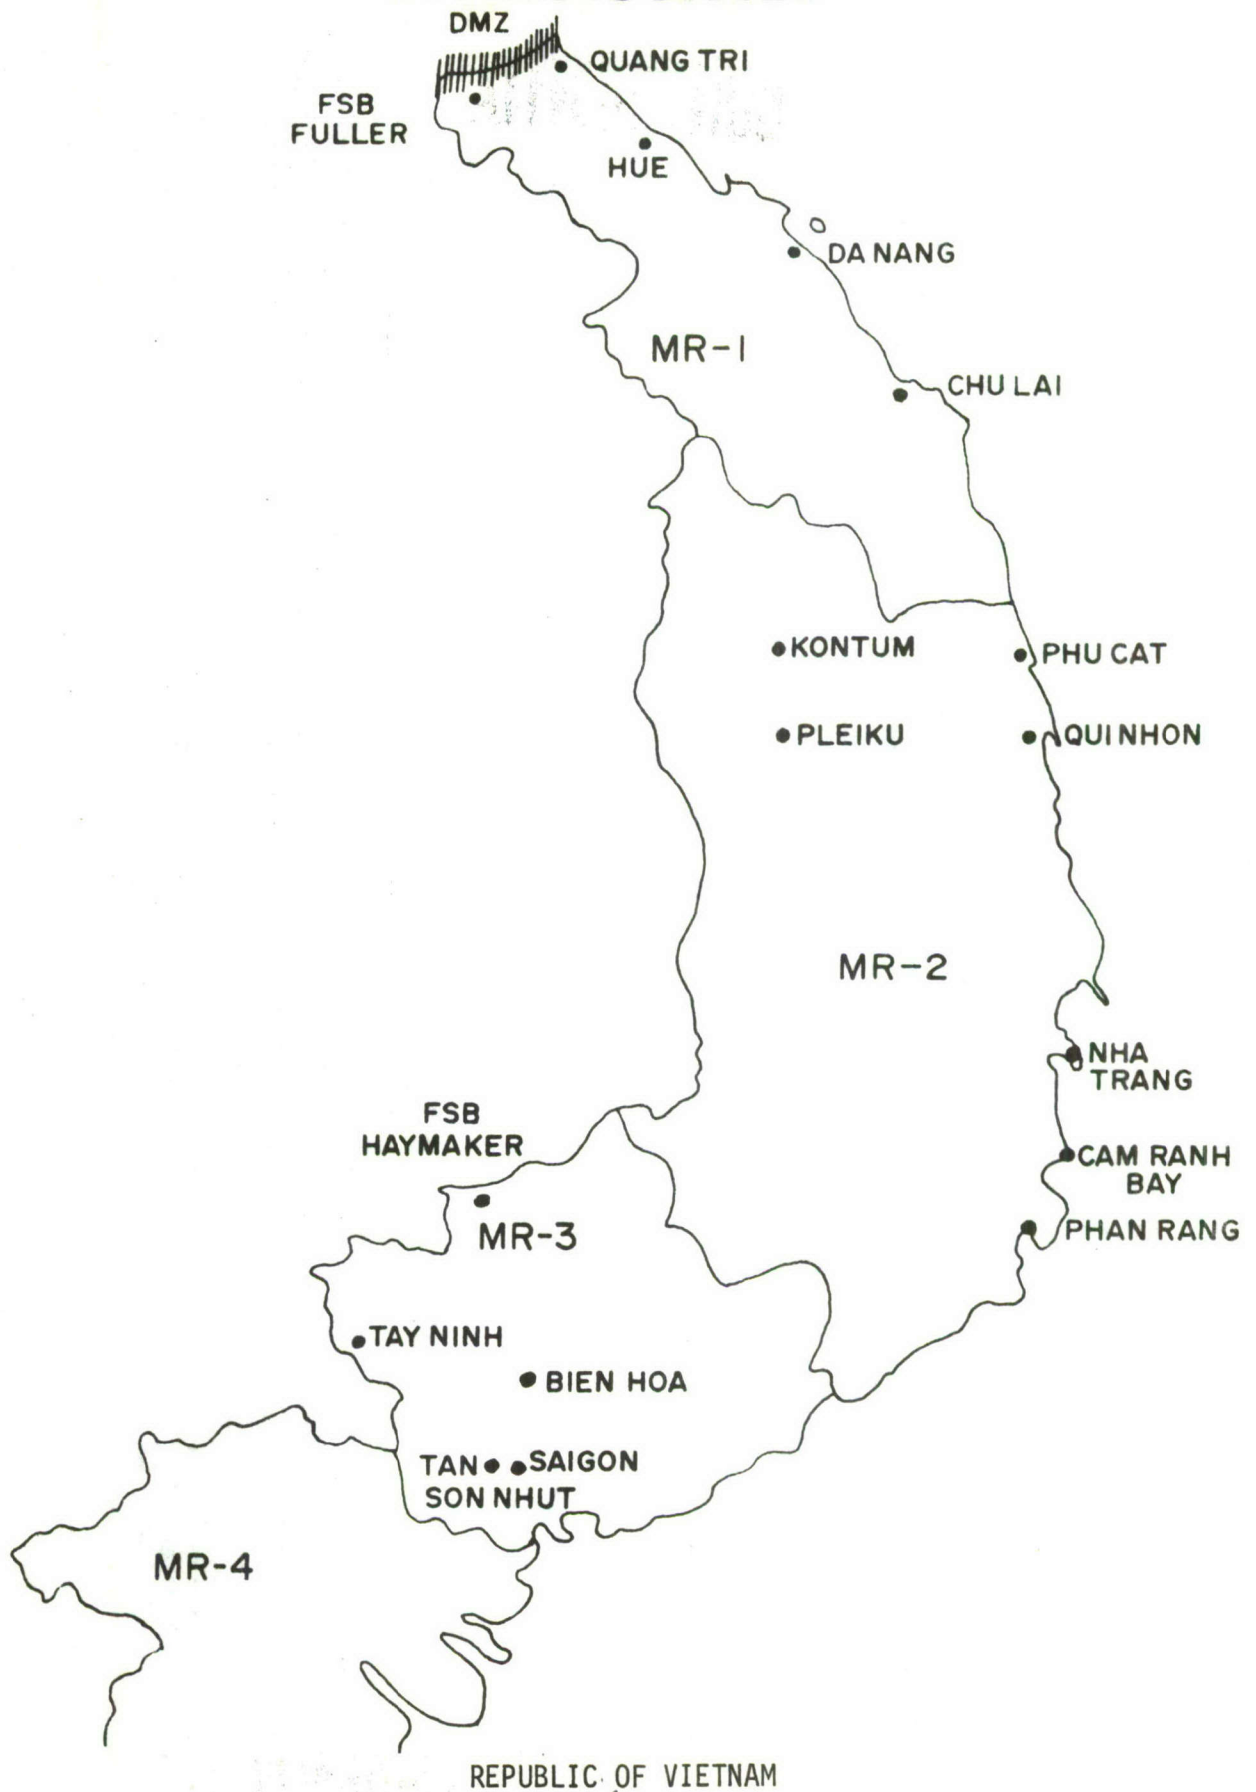 DMZ
QUANG TRI
FSB
FULLER
HUE
DA NANG
MR-1
CHU LAI
KONTUM
PHU CAT
PLEIKU
QUI NHON
MR-2
NHA
TRANG
FSB
HAYMAKER
CAM RANH
BAY
MR-3
PHAN RANG
TAY NINH
BIEN HOA
TAN
SON NHUT
SAIGON
MR-4
REPUBLIC OF VIETNAM